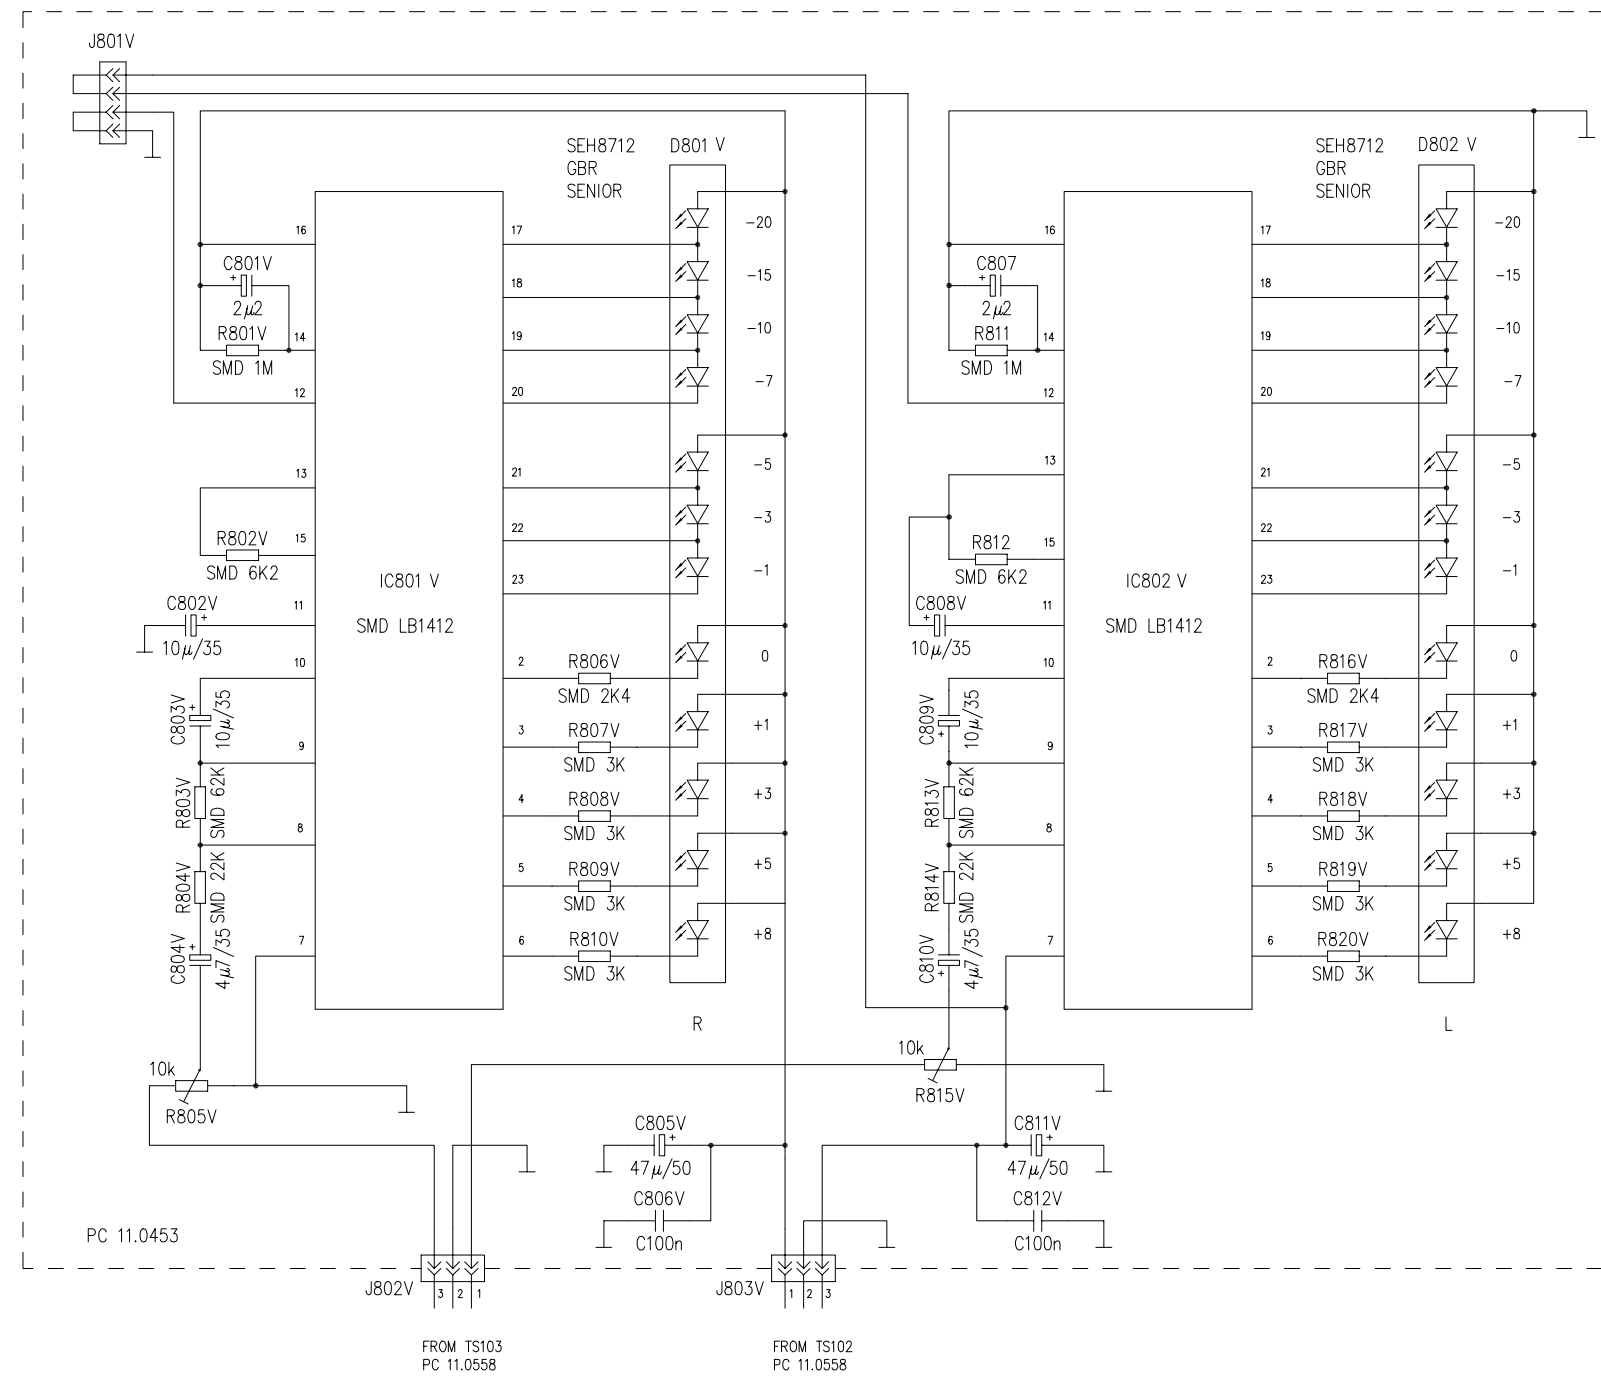 J801V
SEH8712 D801 V
GBR
SENIOR
SEH8712 D802 V
GBR
SENIOR
16
17
-20
C801V
+
2µ2
18
-15
R801V
14
SMD 1M
19
-10
12
20
-7
13
21
-5
R802V
15
SMD 6K2
22
-3
23
-1
IC801 V
SMD LB1412
C802V
+
10µ/35
11
10
2
R806V
SMD 2K4
0
C803V
+
10µ/35
9
3
R807V
SMD 3K
+1
R803V
SMD 62K
8
4
R808V
SMD 3K
+3
R804V
SMD 22K
5
R809V
SMD 3K
+5
C804V
+
4µ7/35
7
6
R810V
SMD 3K
+8
R
10k
R805V
16
17
-20
C807
+
2µ2
18
-15
R811
14
SMD 1M
19
-10
12
20
-7
13
21
-5
R812
15
SMD 6K2
22
-3
23
-1
IC802 V
SMD LB1412
C808V
+
10µ/35
11
10
2
R816V
SMD 2K4
0
C809V
+
10µ/35
9
3
R817V
SMD 3K
+1
R813V
SMD 62K
8
4
R818V
SMD 3K
+3
R814V
SMD 22K
5
R819V
SMD 3K
+5
C810V
+
4µ7/35
7
6
R820V
SMD 3K
+8
L
10k
R815V
C805V
+
47µ/50
C806V
C100n
C811V
+
47µ/50
C812V
C100n
PC 11.0453
J802V
3 2 1
J803V
1 2 3
FROM TS103
PC 11.0558
FROM TS102
PC 11.0558